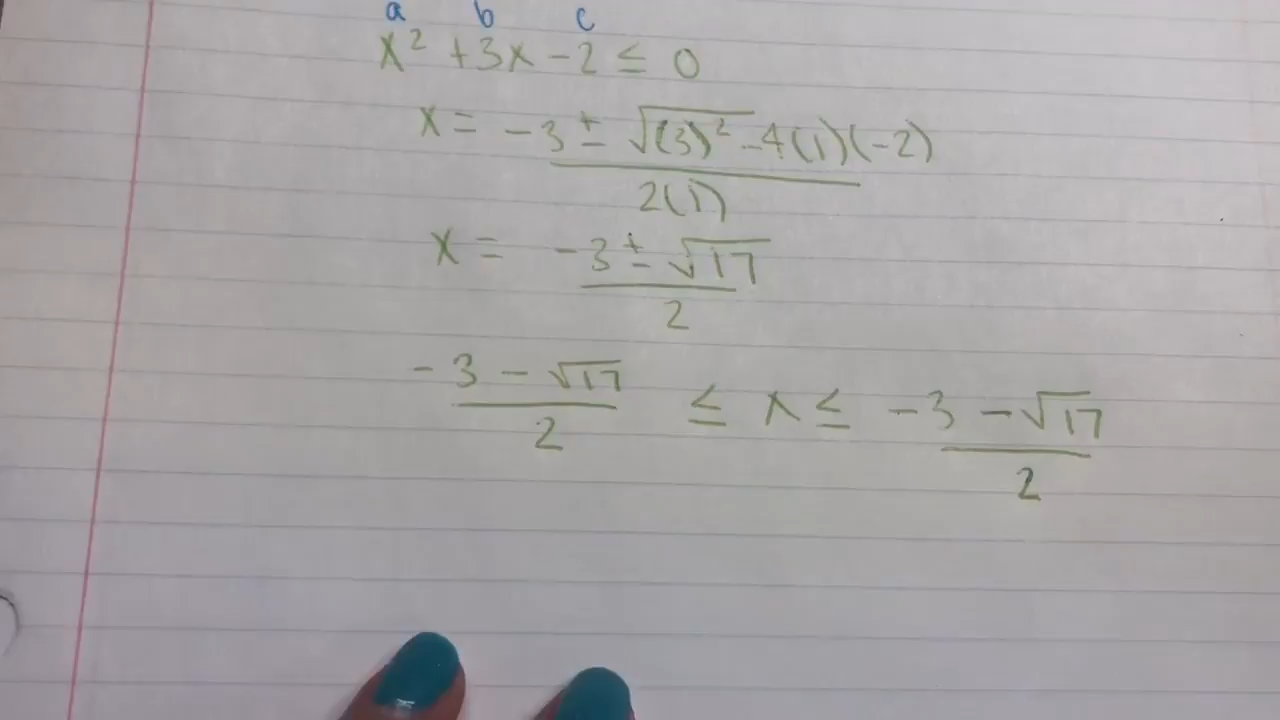 a b c
x² + 3x - 2 ≤ 0
x = -3 ± √(3)² - 4(1)(-2)
2(1)
x = -3 ± √17
2
-3 - √17 ≤ x ≤ -3 - √17
2 2